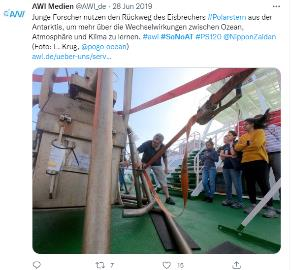 AWI Medien @AWI_de · 28 Jun 2019
Junge Forscher nutzen den Rückweg des Eisbrechers #Polarstern aus der
Antarktis, um mehr über die Wechselwirkungen zwischen Ozean,
Atmosphäre und Klima zu lernen. #awi #SoNoAT #PS120 @NipponZaidan
(Foto: L. Krug, @pogo_ocean)
awi.de/ueber-uns/serv...
7 15